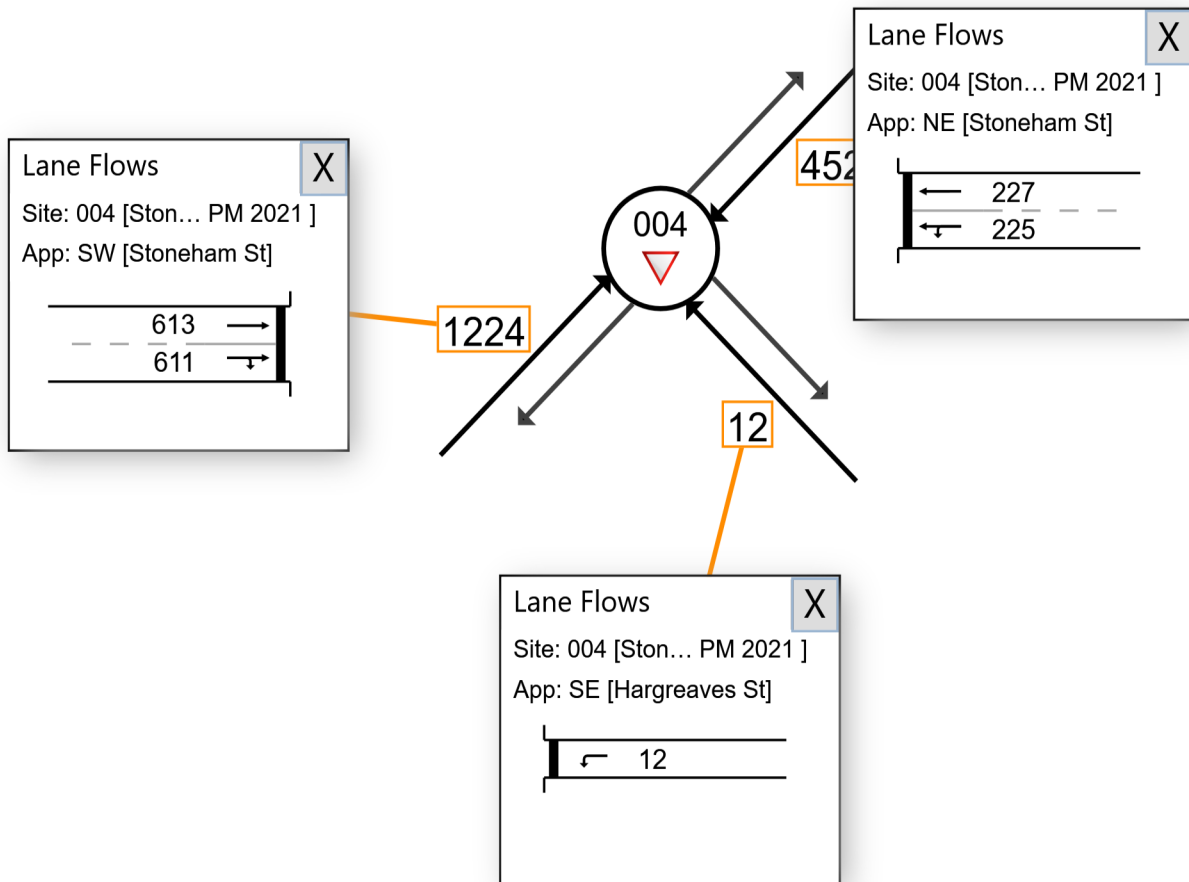 Lane Flows
X
Site: 004 [Ston… PM 2021 ]
App: NE [Stoneham St]
227
225
452
004
Lane Flows
X
Site: 004 [Ston… PM 2021 ]
App: SW [Stoneham St]
613
611
1224
12
Lane Flows
X
Site: 004 [Ston… PM 2021 ]
App: SE [Hargreaves St]
12